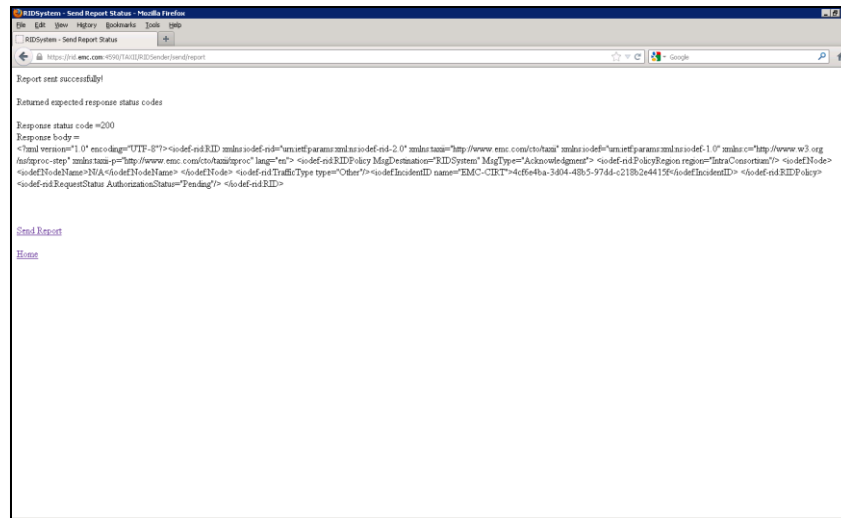 RIDSystem - Send Report Status - Mozilla Firefox
File Edit View History Bookmarks Tools Help
RIDSystem - Send Report Status
https://rid.emc.com:4590/TAXII/RIDSender/send/report
Google
Report sent successfully!
Returned expected response status codes
Response status code =200
Response body =
<?xml version="1.0" encoding="UTF-8"?><iodef-rid:RID xmlns:iodef-rid="urn:ietf:params:xml:ns:iodef-rid-2.0" xmlns:taxii="http://www.emc.com/cto/taxii" xmlns:iodef="urn:ietf:params:xml:ns:iodef-1.0" xmlns:c="http://www.w3.org
/ns/xproc-step" xmlns:taxii-p="http://www.emc.com/cto/taxii/xproc" lang="en"> <iodef-rid:RIDPolicy MsgDestination="RIDSystem" MsgType="Acknowledgment"> <iodef-rid:PolicyRegion region="IntraConsortium"/> <iodef:Node>
<iodef:NodeName>N/A</iodef:NodeName> </iodef:Node> <iodef-rid:TrafficType type="Other"/><iodef:IncidentID name="EMC-CIRT">4cf6e4ba-3d04-48b5-97dd-c218b2e4415f</iodef:IncidentID> </iodef-rid:RIDPolicy>
<iodef-rid:RequestStatus AuthorizationStatus="Pending"/> </iodef-rid:RID>
Send Report
Home